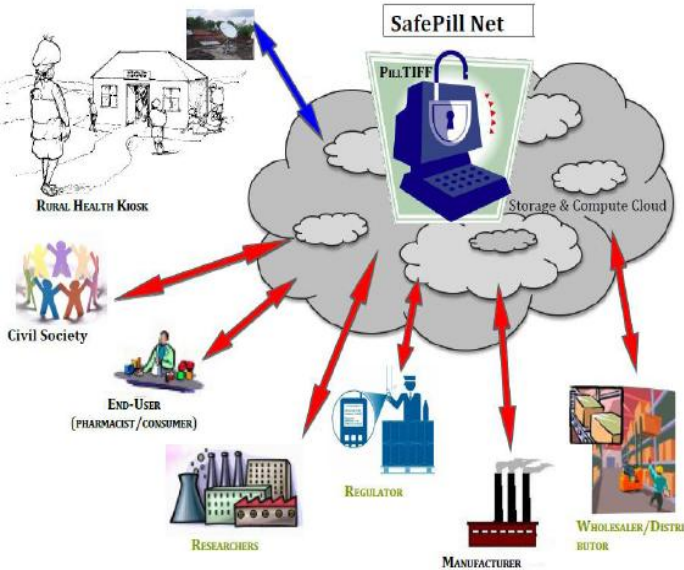 SafePill Net
PILLTIFF
Storage & Compute Cloud
RURAL HEALTH KIOSK
Civil Society
END-USER
(PHARMACIST/CONSUMER)
RESEARCHERS
REGULATOR
MANUFACTURER
WHOLESALER/DISTRI
BUTOR